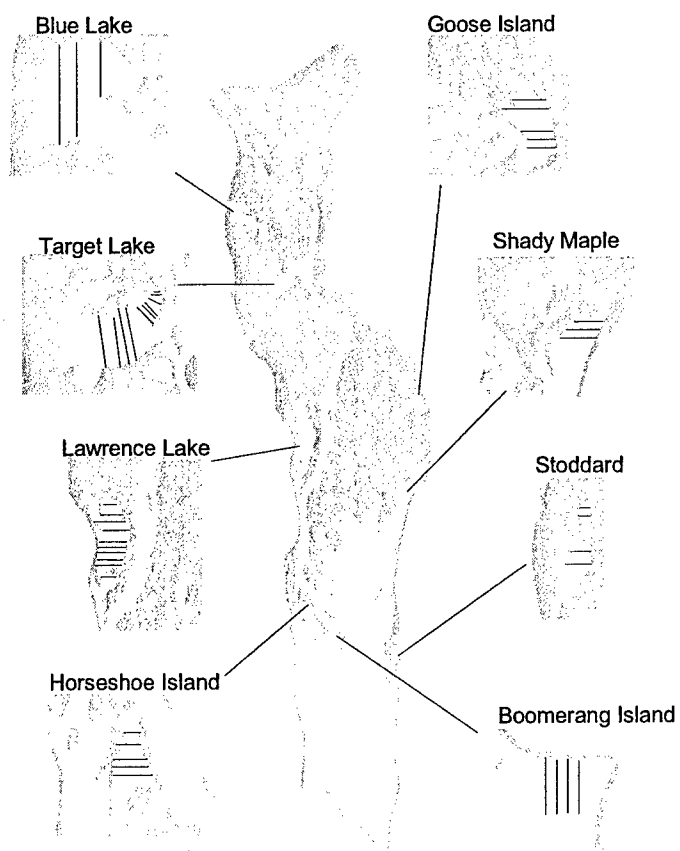 Blue Lake
Goose Island
Target Lake
Shady Maple
Lawrence Lake
Stoddard
Horseshoe Island
Boomerang Island